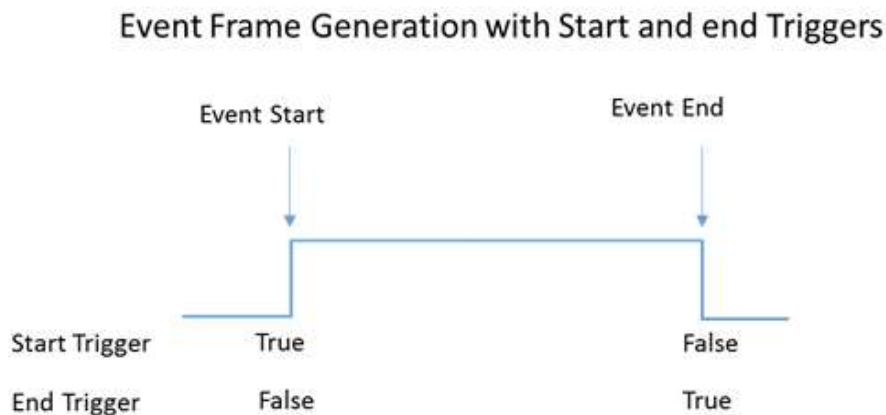 Event Frame Generation with Start and end Triggers
Event Start
Event End
Start Trigger True False
End Trigger False True